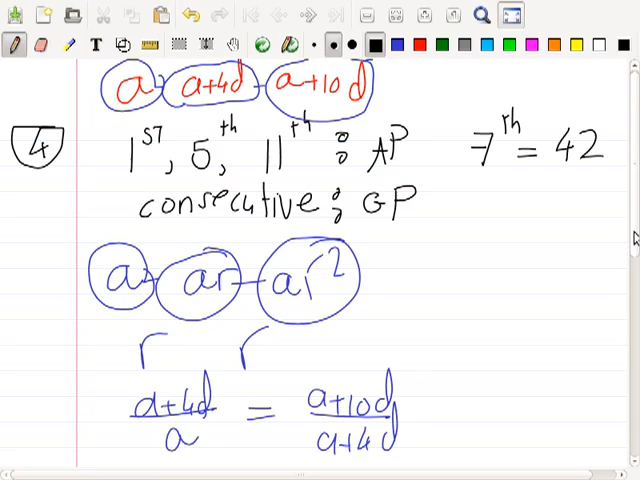 a, a+4d, a+10d
4 1st, 5th, 11th : AP 7th = 42
consecutive : GP
a, ar, ar²
r r
a+4d/a = a+10d/a+4d